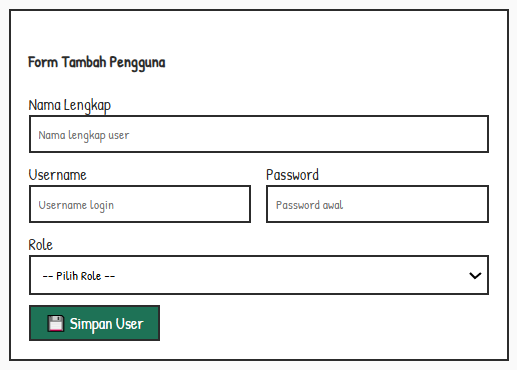 Form Tambah Pengguna
Nama Lengkap
Nama lengkap user
Username
Password
Username login
Password awal
Role
-- Pilih Role --
Simpan User